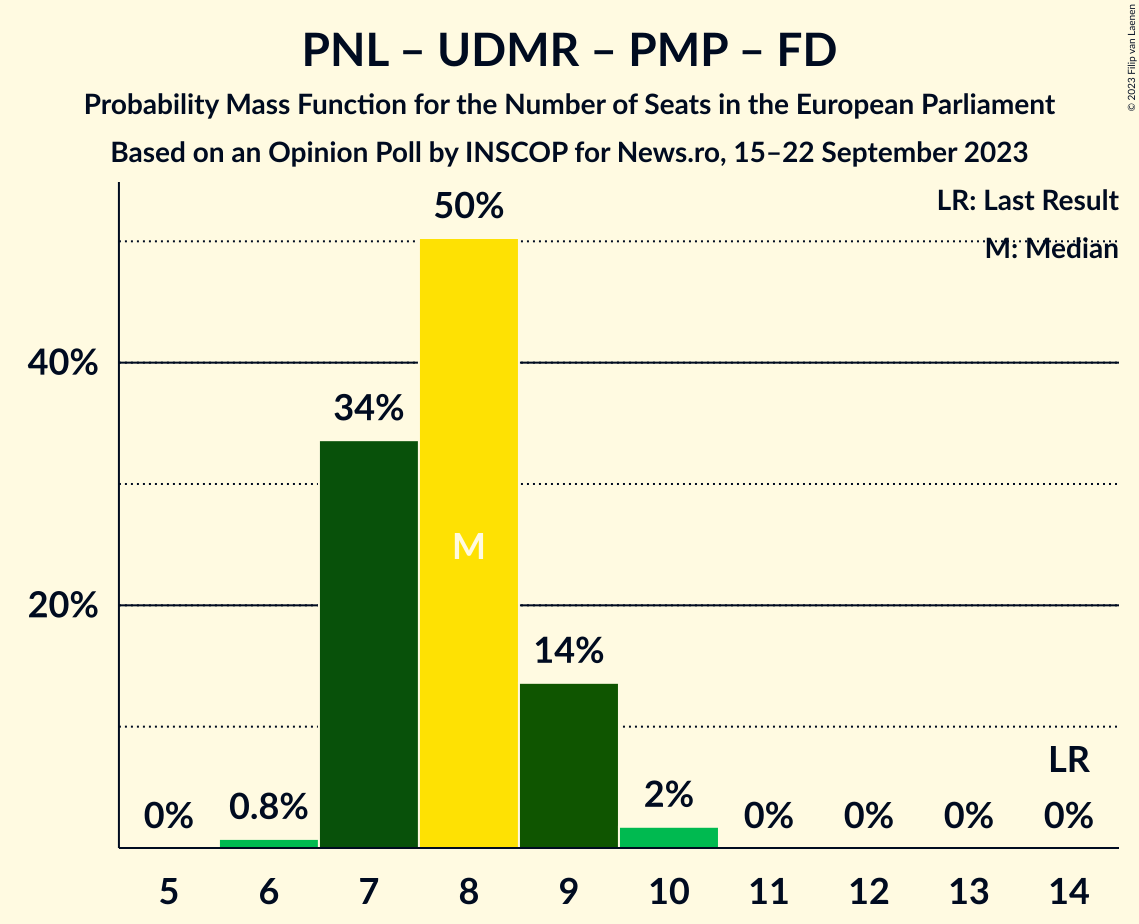 PNL – UDMR – PMP – FD
Probability Mass Function for the Number of Seats in the European Parliament
Based on an Opinion Poll by INSCOP for News.ro, 15–22 September 2023
© 2023 Filip van Laenen
LR: Last Result
M: Median
50%
40%
34%
M
20%
14%
LR
0%
0.8%
2%
0%
0%
0%
0%
5 6 7 8 9 10 11 12 13 14